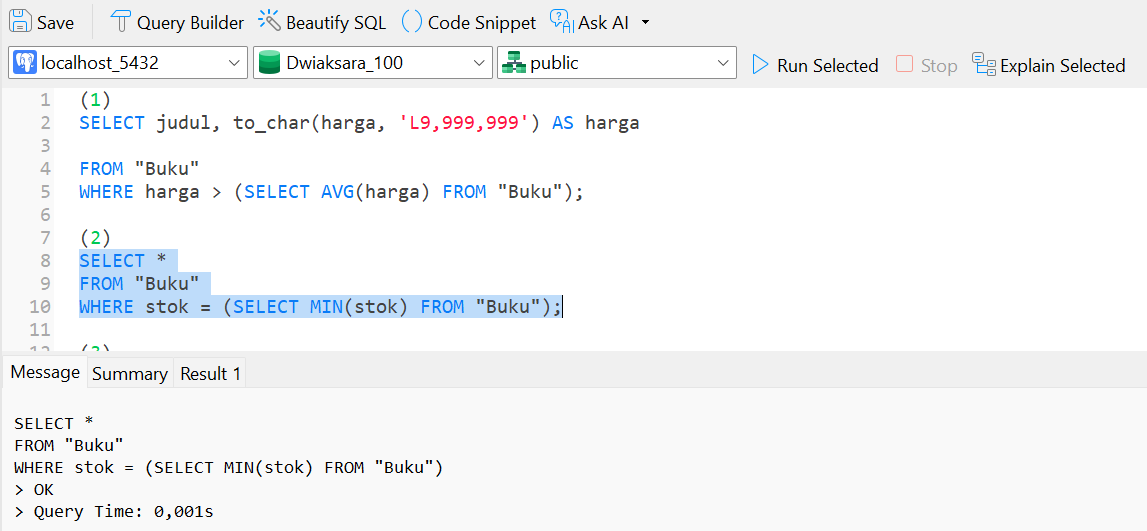 Save Query Builder Beautify SQL () Code Snippet Ask AI
localhost_5432 Dwiaksara_100 public Run Selected Stop Explain Selected
1 (1)
2 SELECT judul, to_char(harga, 'L9,999,999') AS harga
3
4 FROM "Buku"
5 WHERE harga > (SELECT AVG(harga) FROM "Buku");
6
7 (2)
8 SELECT *
9 FROM "Buku"
10 WHERE stok = (SELECT MIN(stok) FROM "Buku");
11
12 (3)
Message Summary Result 1
SELECT *
FROM "Buku"
WHERE stok = (SELECT MIN(stok) FROM "Buku")
> OK
> Query Time: 0,001s